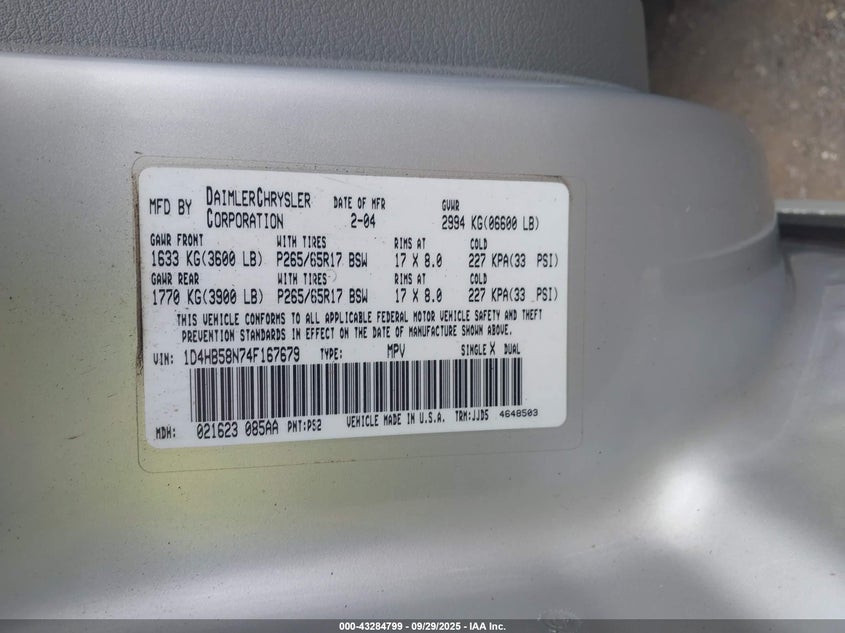 MFD BY DAIMLERCHRYSLER CORPORATION DATE OF MFR 2-04 GVWR 2994 KG(06600 LB)
GAWR FRONT WITH TIRES RIMS AT COLD
1633 KG(3600 LB) P265/65R17 BSW 17 X 8.0 227 KPA(33 PSI)
GAWR REAR WITH TIRES RIMS AT COLD
1770 KG(3900 LB) P265/65R17 BSW 17 X 8.0 227 KPA(33 PSI)
THIS VEHICLE CONFORMS TO ALL APPLICABLE FEDERAL MOTOR VEHICLE SAFETY AND THEFT
PREVENTION STANDARDS IN EFFECT ON THE DATE OF MANUFACTURE SHOWN ABOVE.
VIN: 1D4HB58N74F167679 TYPE: MPV SINGLE X DUAL
MDH: 021623 085AA PNT:PS2 VEHICLE MADE IN U.S.A. TRM:JJD5 4648503
000-43284799 - 09/29/2025 - IAA Inc.